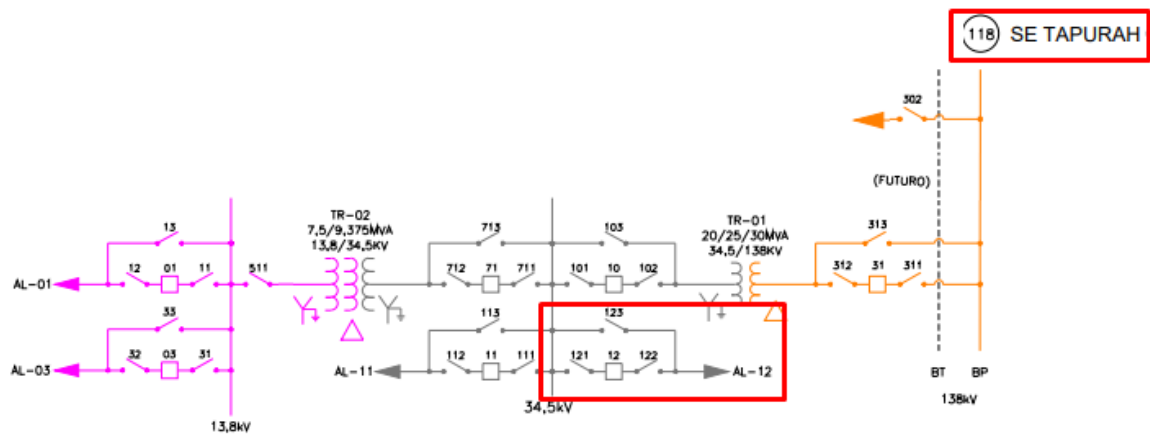 118 SE TAPURAH
302
(FUTURO)
TR-02
7,5/9,375MVA
13,8/34,5KV
TR-01
20/25/30MVA
34,5/138KV
13
713
103
313
12 01 11 511
712 71 711 101 10 102
312 31 311
AL-01
33
113
123
32 03 31
112 11 111 121 12 122
AL-03
AL-11
AL-12
BT BP
138kV
34,5kV
13,8kV